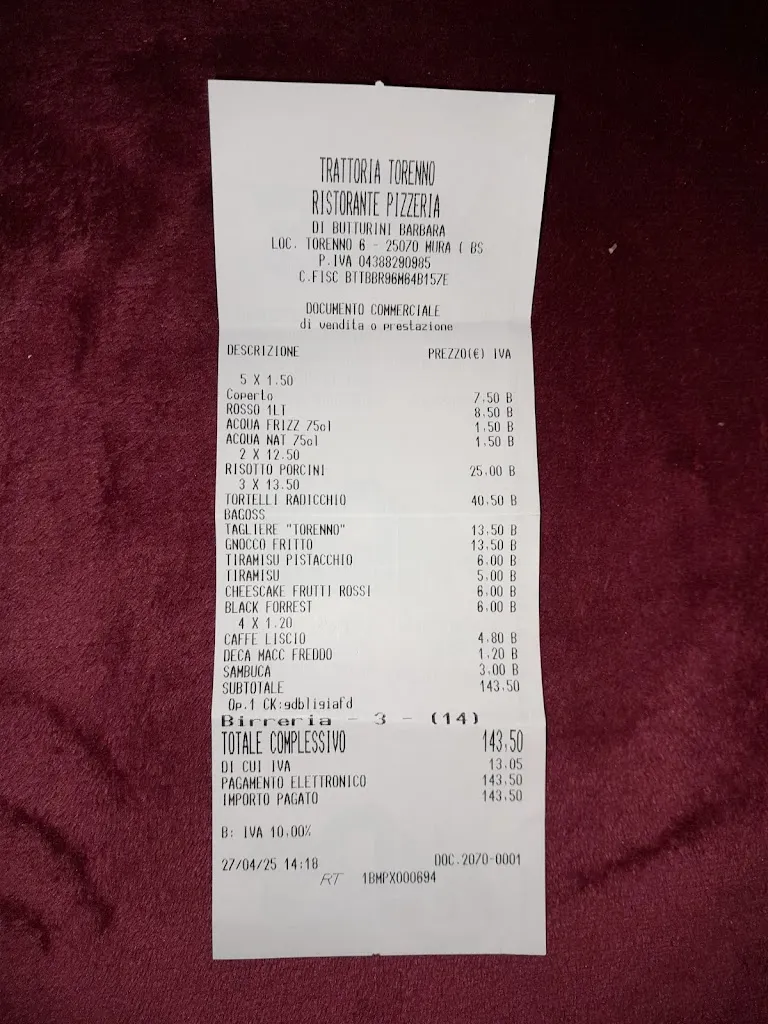 TRATTORIA TORENNO
RISTORANTE PIZZERIA
DI BUTTURINI BARBARA
LOC. TORENNO 6 - 25070 MURA ( BS
P.IVA 04388290985
C.FISC BTTBBR96M64B157E
DOCUMENTO COMMERCIALE
di vendita o prestazione
DESCRIZIONE PREZZO(€) IVA
5 X 1.50
Coperto 7,50 B
ROSSO 1LT 8,50 B
ACQUA FRIZZ 75cl 1,50 B
ACQUA NAT 75cl 1,50 B
2 X 12.50
RISOTTO PORCINI 25,00 B
3 X 13.50
TORTELLI RADICCHIO 40,50 B
BAGOSS
TAGLIERE "TORENNO" 13,50 B
GNOCCO FRITTO 13,50 B
TIRAMISU PISTACCHIO 6,00 B
TIRAMISU 5,00 B
CHEESCAKE FRUTTI ROSSI 6,00 B
BLACK FORREST 6,00 B
4 X 1.20
CAFFE LISCIO 4,80 B
DECA MACC FREDDO 1,20 B
SAMBUCA 3,00 B
SUBTOTALE 143,50
Op.1 CK:gdbligiafd
Birreria - 3 - (14)
TOTALE COMPLESSIVO 143,50
DI CUI IVA 13,05
PAGAMENTO ELETTRONICO 143,50
IMPORTO PAGATO 143,50
B: IVA 10,00%
27/04/25 14:18 DOC.2070-0001
RT 1BMPX000694